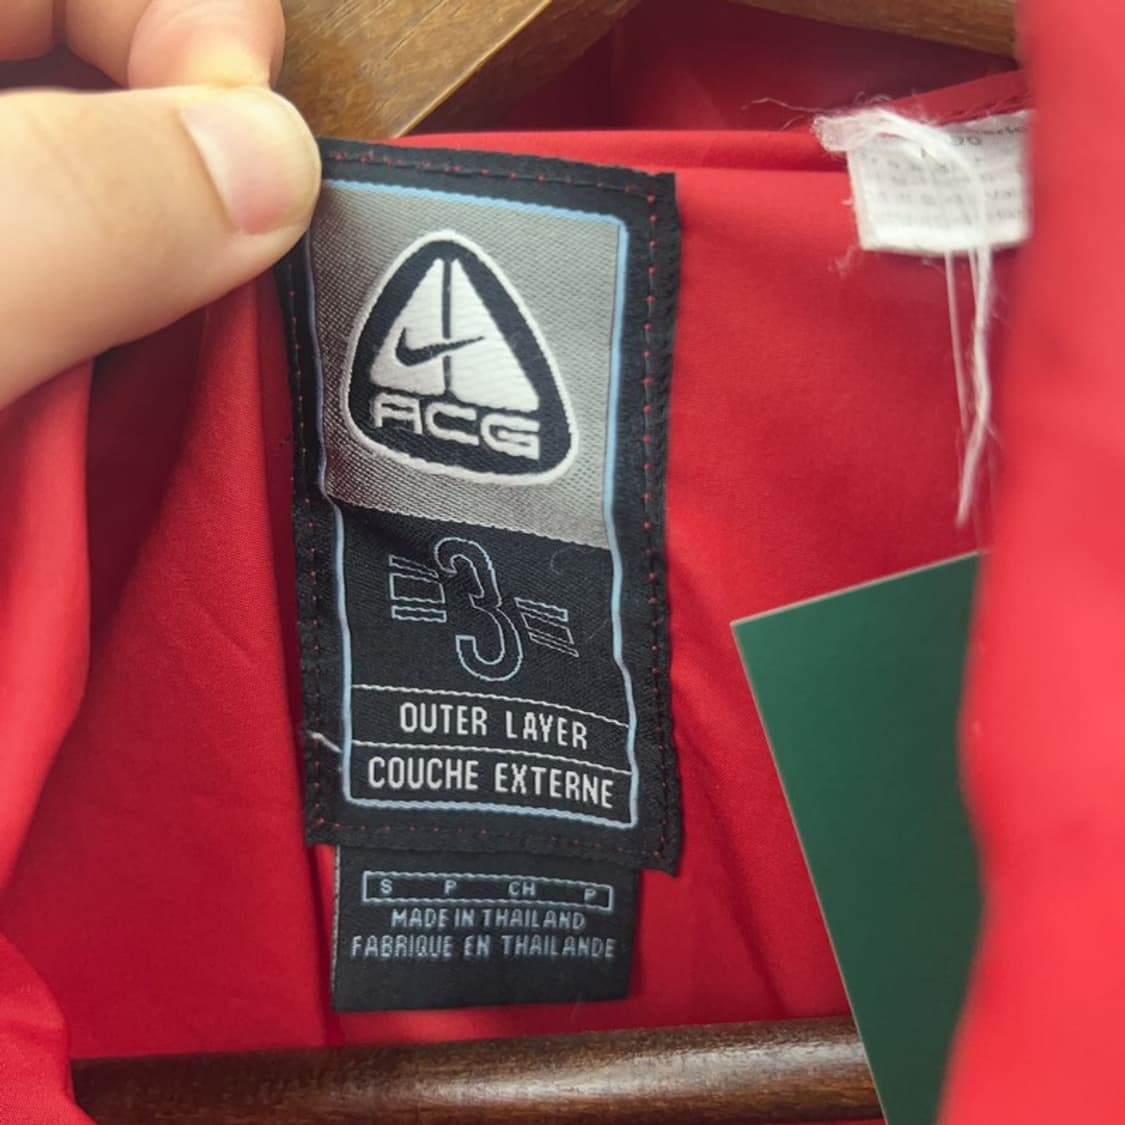 ACG
3
OUTER LAYER
COUCHE EXTERNE
S P CH P
MADE IN THAILAND
FABRIQUE EN THAILANDE